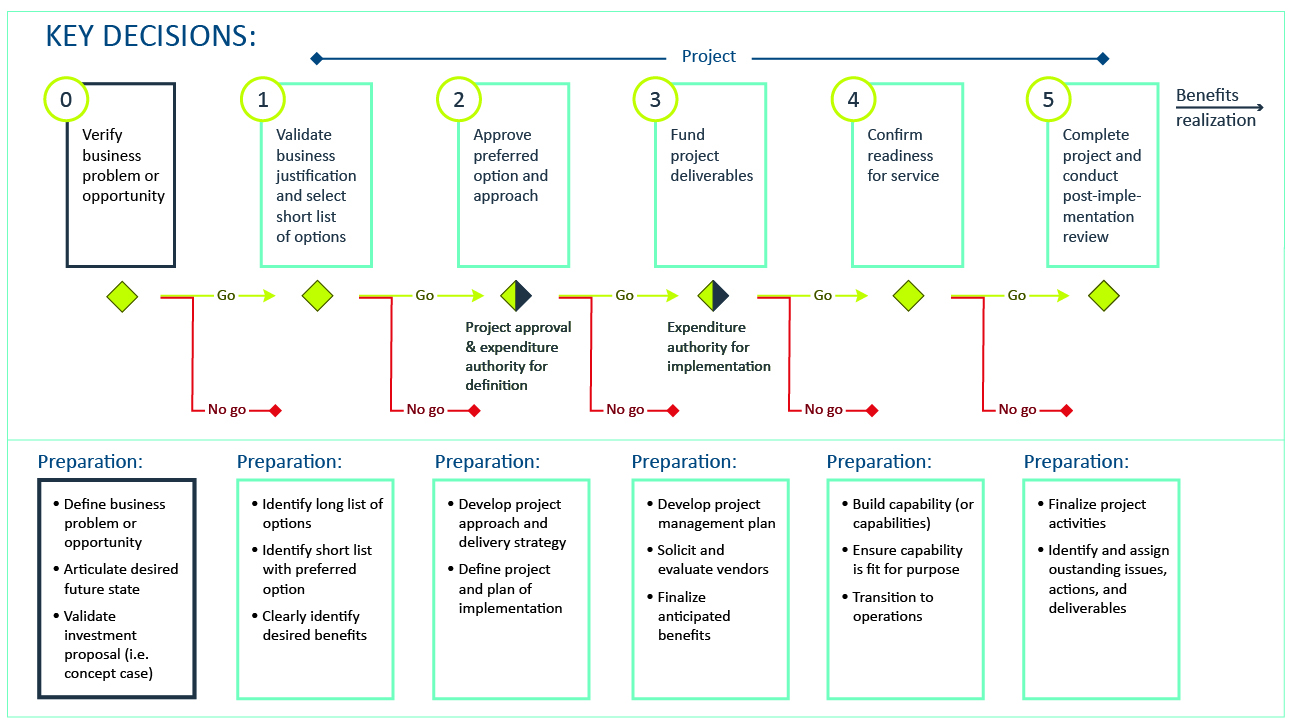 KEY DECISIONS:
Project
0
Verify
business
problem or
opportunity
1
Validate
business
justification
and select
short list
of options
2
Approve
preferred
option and
approach
3
Fund
project
deliverables
4
Confirm
readiness
for service
5
Complete
project and
conduct
post-imple-
mentation
review
Benefits
realization
Go
Go
Go
Go
Go
Project approval
& expenditure
authority for
definition
Expenditure
authority for
implementation
No go
No go
No go
No go
No go
Preparation:
• Define business
problem or
opportunity
• Articulate desired
future state
• Validate
investment
proposal (i.e.
concept case)
Preparation:
• Identify long list of
options
• Identify short list
with preferred
option
• Clearly identify
desired benefits
Preparation:
• Develop project
approach and
delivery strategy
• Define project
and plan of
implementation
Preparation:
• Develop project
management plan
• Solicit and
evaluate vendors
• Finalize
anticipated
benefits
Preparation:
• Build capability (or
capabilities)
• Ensure capability
is fit for purpose
• Transition to
operations
Preparation:
• Finalize project
activities
• Identify and assign
oustanding issues,
actions, and
deliverables